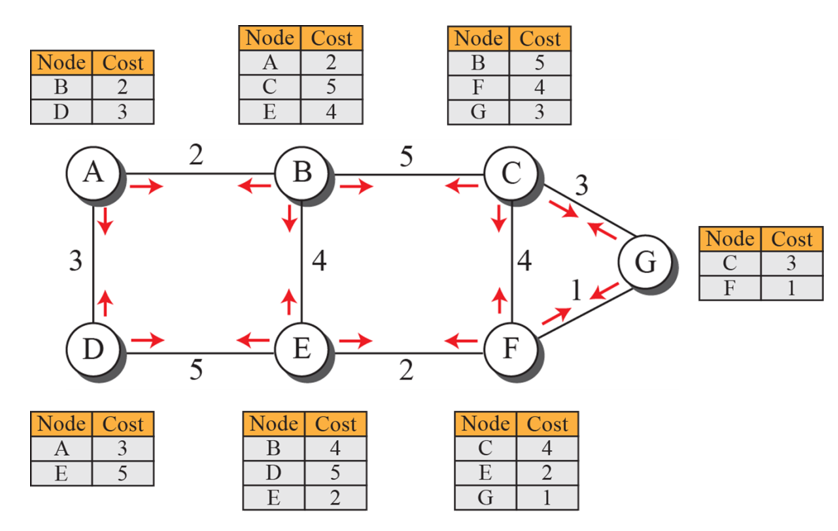 Node Cost
B 2
D 3
Node Cost
A 2
C 5
E 4
Node Cost
B 5
F 4
G 3
A 2 B 5 C
3
3 4 4 G
1
Node Cost
C 3
F 1
D 5 E 2 F
Node Cost
A 3
E 5
Node Cost
B 4
D 5
E 2
Node Cost
C 4
E 2
G 1